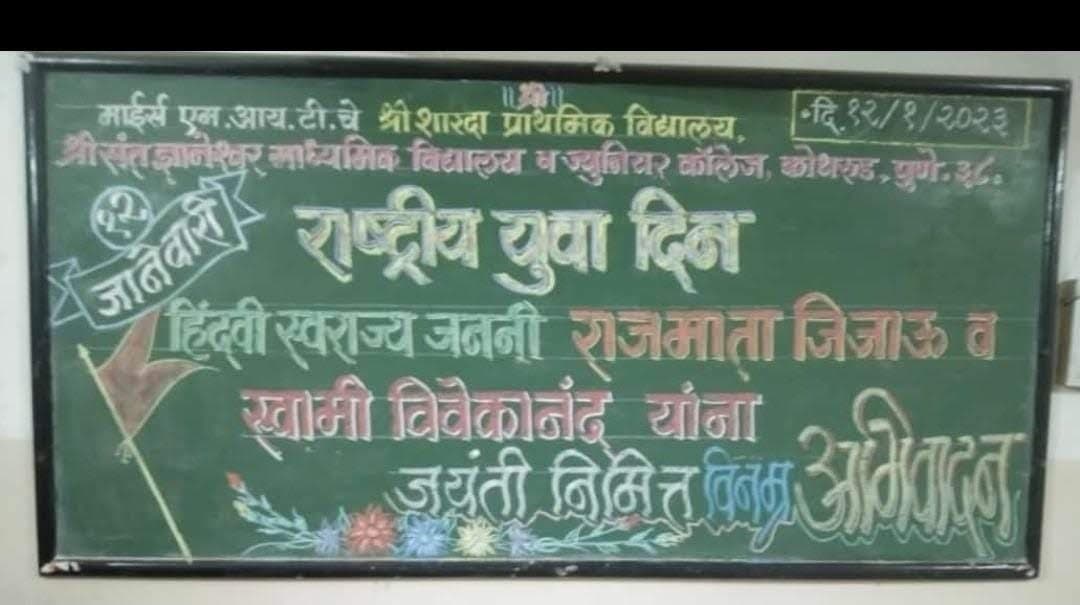 ॥श्री॥
माईर्स एम.आय.टी.चे श्री शारदा प्राथमिक विद्यालय,
दि.१२/१/२०२३
श्री संत ज्ञानेश्वर माध्यमिक विद्यालय व ज्युनियर कॉलेज, कोथरुड, पुणे.३८.
१२
जानेवारी
राष्ट्रीय युवा दिन
हिंदवी स्वराज्य जननी राजमाता जिजाऊ व
स्वामी विवेकानंद यांना
जयंती निमित्त विनम्र अभिवादन